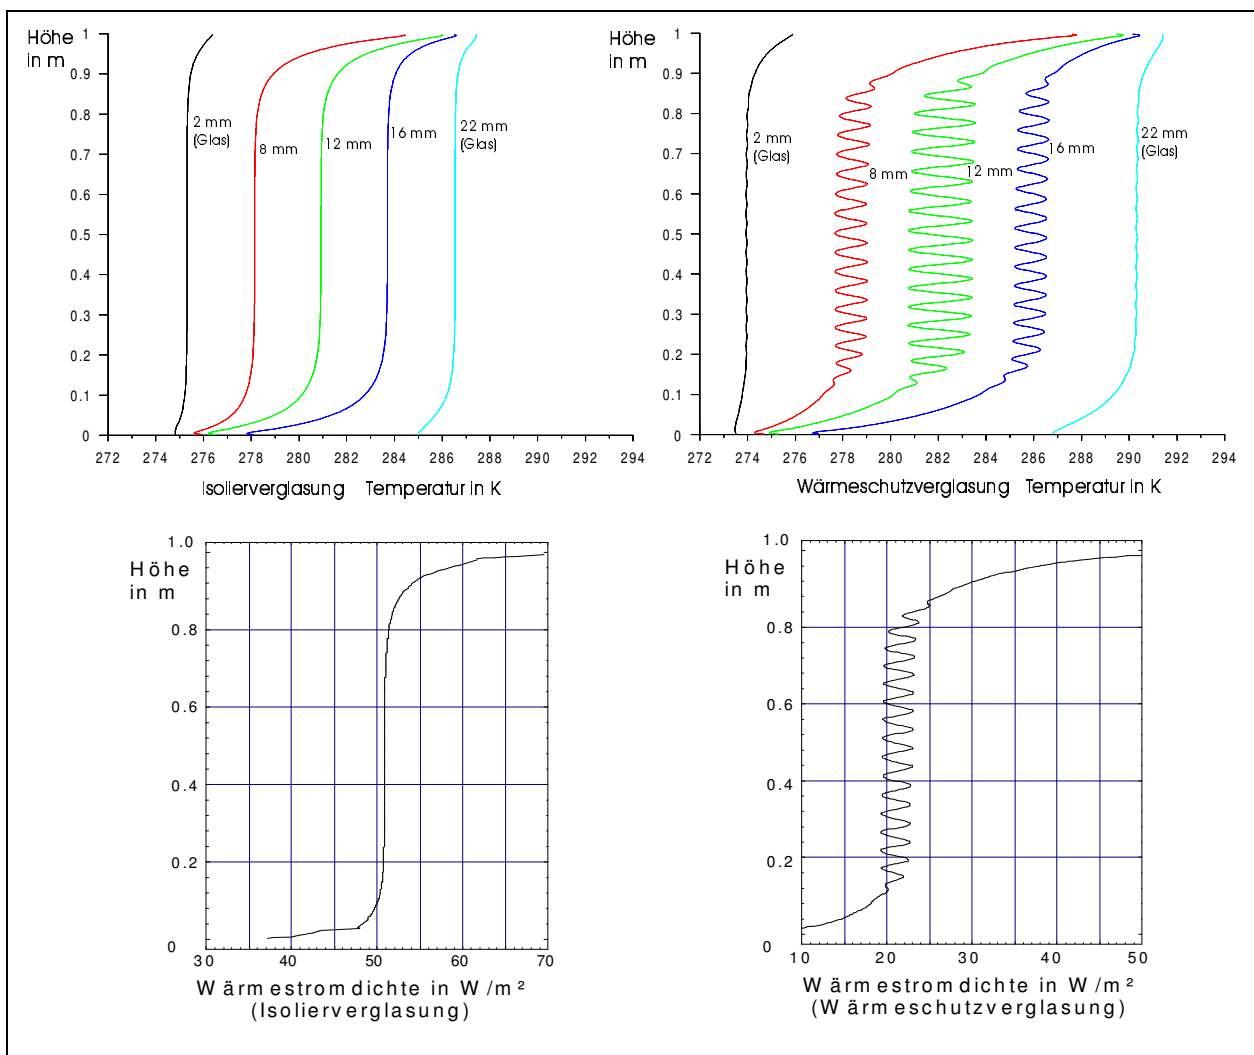 Höhe
in m
1
0.9
0.8
0.7
0.6
0.5
0.4
0.3
0.2
0.1
0
2 mm
(Glas)
8 mm
12 mm
16 mm
22 mm
(Glas)
272 274 276 278 280 282 284 286 288 290 292 294
Isolierverglasung Temperatur in K
Höhe
in m
1
0.9
0.8
0.7
0.6
0.5
0.4
0.3
0.2
0.1
0
2 mm
(Glas)
8 mm
12 mm
16 mm
22 mm
(Glas)
272 274 276 278 280 282 284 286 288 290 292 294
Wärmeschutzverglasung Temperatur in K
1.0
Höhe
in m
0.8
0.6
0.4
0.2
0
30 40 50 60 70
Wärmestromdichte in W/m²
(Isolierverglasung)
1.0
Höhe
in m
0.8
0.6
0.4
0.2
0
10 20 30 40 50
Wärmestromdichte in W/m²
(Wärmeschutzverglasung)